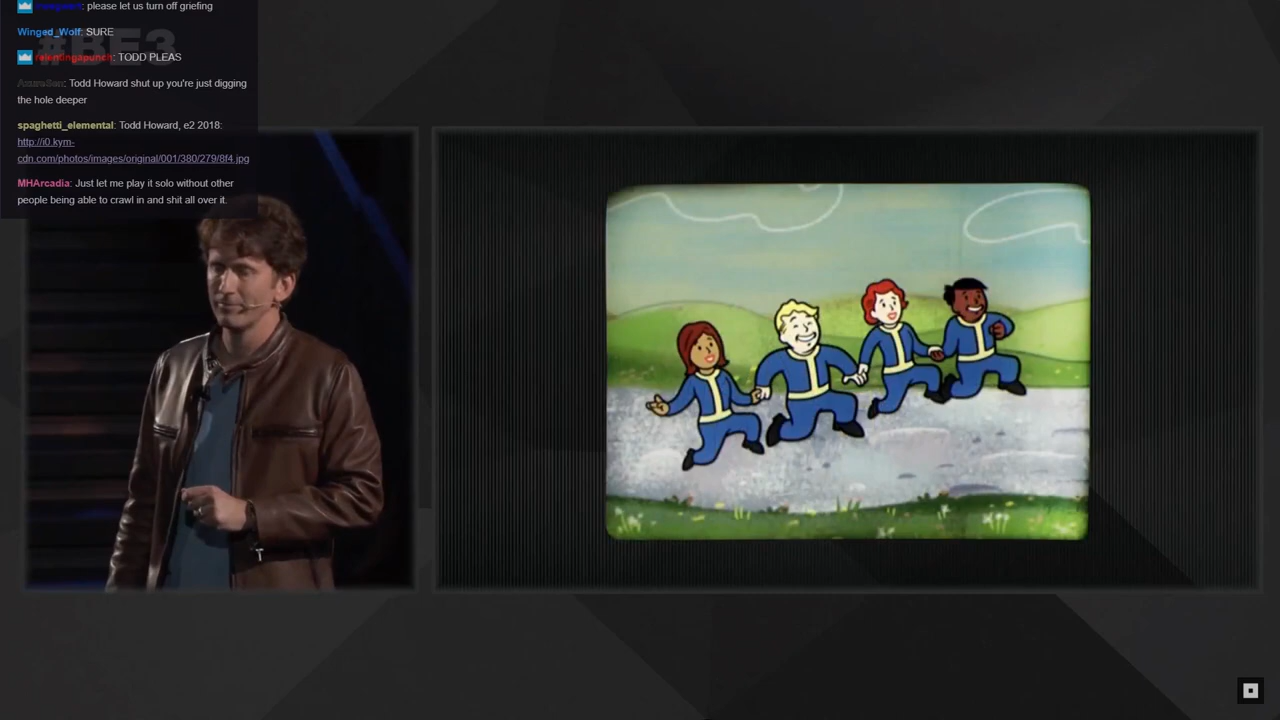 : please let us turn off griefing
#BE3
Winged_Wolf: SURE
: TODD PLEAS
AzureSen: Todd Howard shut up you're just digging
the hole deeper
spaghetti_elemental: Todd Howard, e2 2018:
http://i0.kym-
cdn.com/photos/images/original/001/380/279/8f4.jpg
MHArcadia: Just let me play it solo without other
people being able to crawl in and shit all over it.